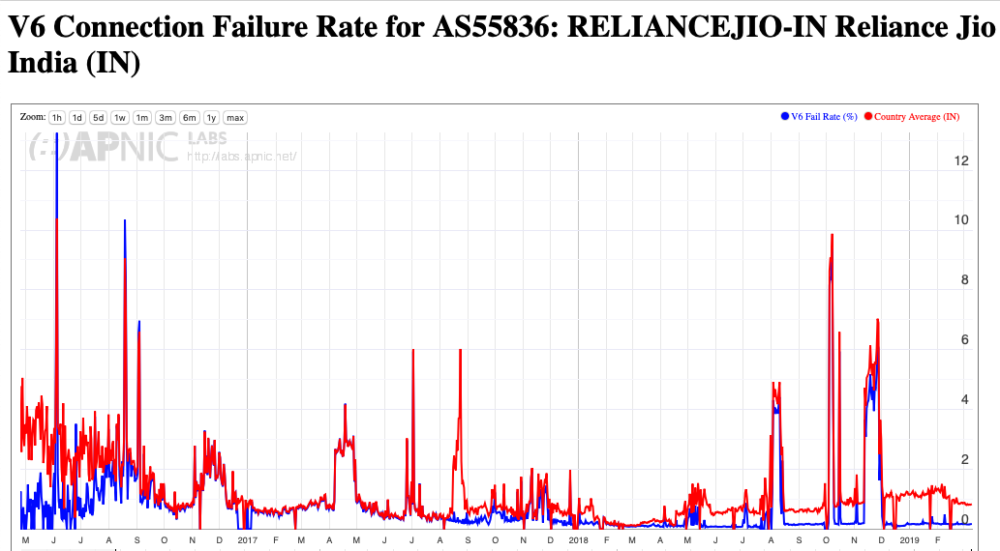 V6 Connection Failure Rate for AS55836: RELIANCEJIO-IN Reliance Jio
India (IN)
Zoom: 1h 1d 5d 1w 1m 3m 6m 1y max
V6 Fail Rate (%) Country Average (IN)
(::) APNIC LABS
http://labs.apnic.net/
12
10
8
6
4
2
0
M J J A S O N D 2017 F M A M J J A S O N D 2018 F M A M J J A S O N D 2019 F